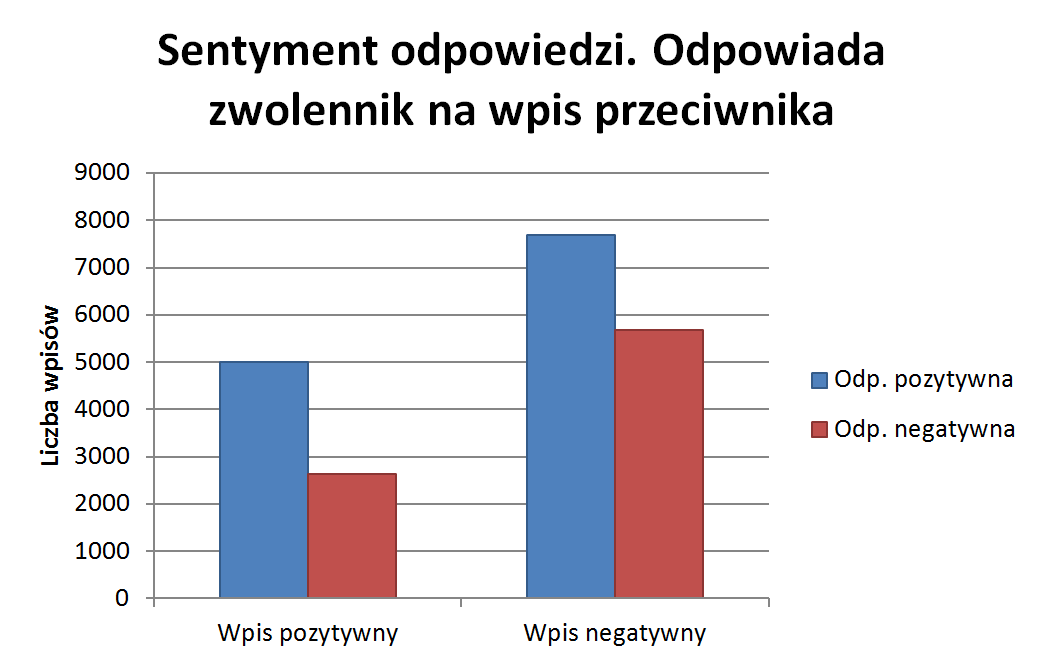 Sentyment odpowiedzi. Odpowiada
zwolennik na wpis przeciwnika
9000
8000
7000
6000
5000
4000
3000
2000
1000
0
Liczba wpisów
Wpis pozytywny
Wpis negatywny
Odp. pozytywna
Odp. negatywna